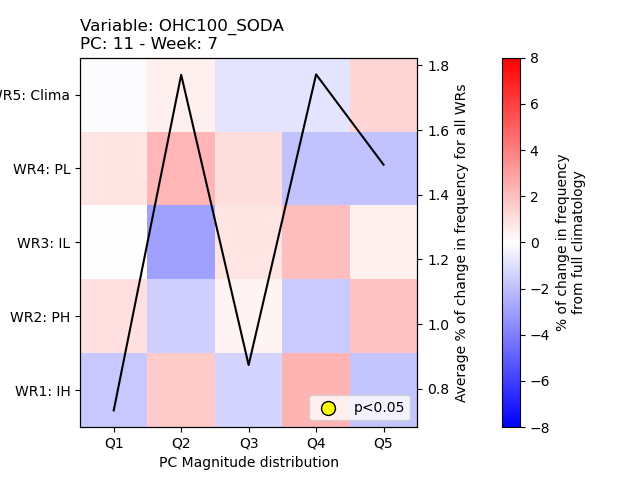 Variable: OHC100_SODA
PC: 11 - Week: 7
WR5: Clima
WR4: PL
WR3: IL
WR2: PH
WR1: IH
Q1 Q2 Q3 Q4 Q5
PC Magnitude distribution
p<0.05
1.8
1.6
1.4
1.2
1.0
0.8
Average % of change in frequency for all WRs
8
6
4
2
0
−2
−4
−6
−8
% of change in frequency
from full climatology